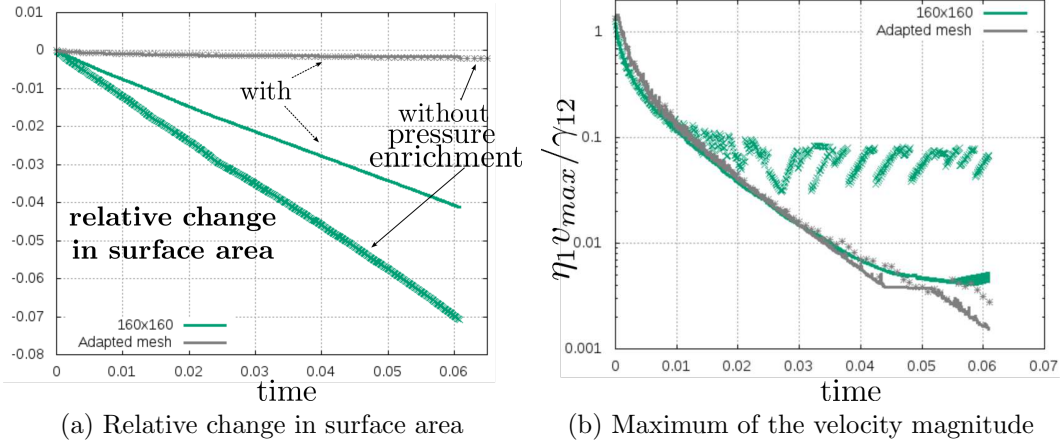 0
-0.01
-0.02
-0.03
-0.04
-0.05
-0.06
-0.07
-0.08
with
without
pressure
enrichment
relative change
in surface area
160x160
Adapted mesh
0 0.01 0.02 0.03 0.04 0.05 0.06
time
(a) Relative change in surface area
η1vmax/γ12
1
0.1
0.01
0.001
160x160
Adapted mesh
0 0.01 0.02 0.03 0.04 0.05 0.06 0.07
time
(b) Maximum of the velocity magnitude